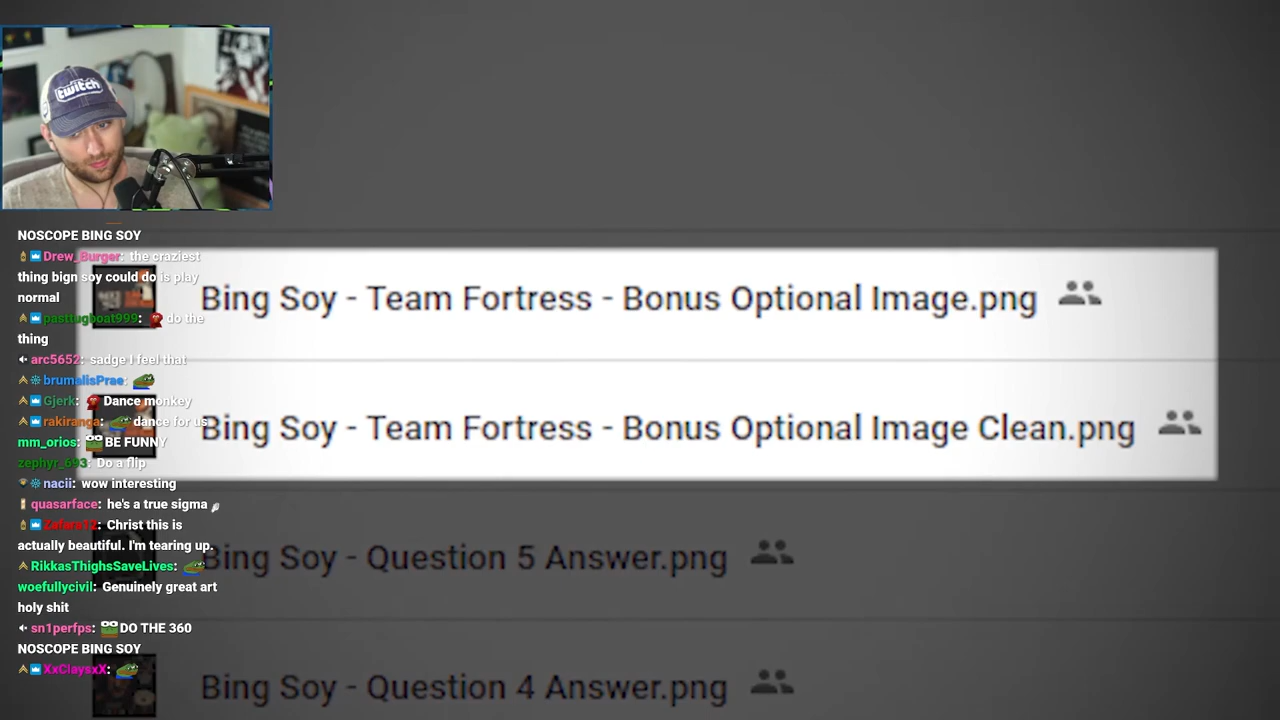 twitch
NOSCOPE BING SOY
Drew_Burger: the craziest
thing bign soy could do is play
normal
pasttugboat999: do the
thing
arc5652: sadge I feel that
brumalisPrae:
Gjerk: Dance monkey
rakiranga: dance for us
mm_orios: BE FUNNY
zephyr_693: Do a flip
nacii: wow interesting
quasarface: he's a true sigma
Zafara12: Christ this is
actually beautiful. I'm tearing up.
RikkasThighsSaveLives:
woefullycivil: Genuinely great art
holy shit
sn1perfps: DO THE 360
NOSCOPE BING SOY
XxClaysxX:
Bing Soy - Team Fortress - Bonus Optional Image.png
Bing Soy - Team Fortress - Bonus Optional Image Clean.png
Bing Soy - Question 5 Answer.png
Bing Soy - Question 4 Answer.png